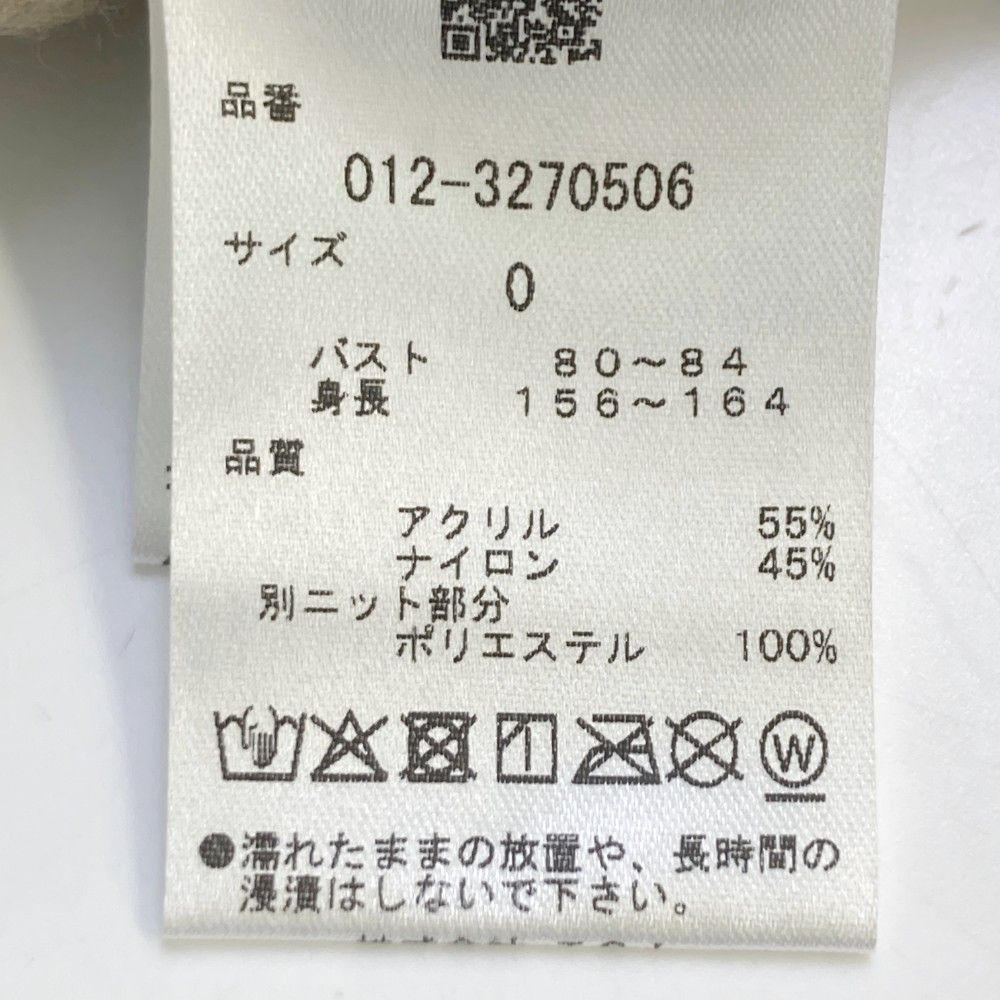 品番
012-3270506
サイズ
0
バスト 80～84
身長 156～164
品質
アクリル 55%
ナイロン 45%
別ニット部分
ポリエステル 100%
W
●濡れたままの放置や、長時間の
浸漬はしないで下さい。